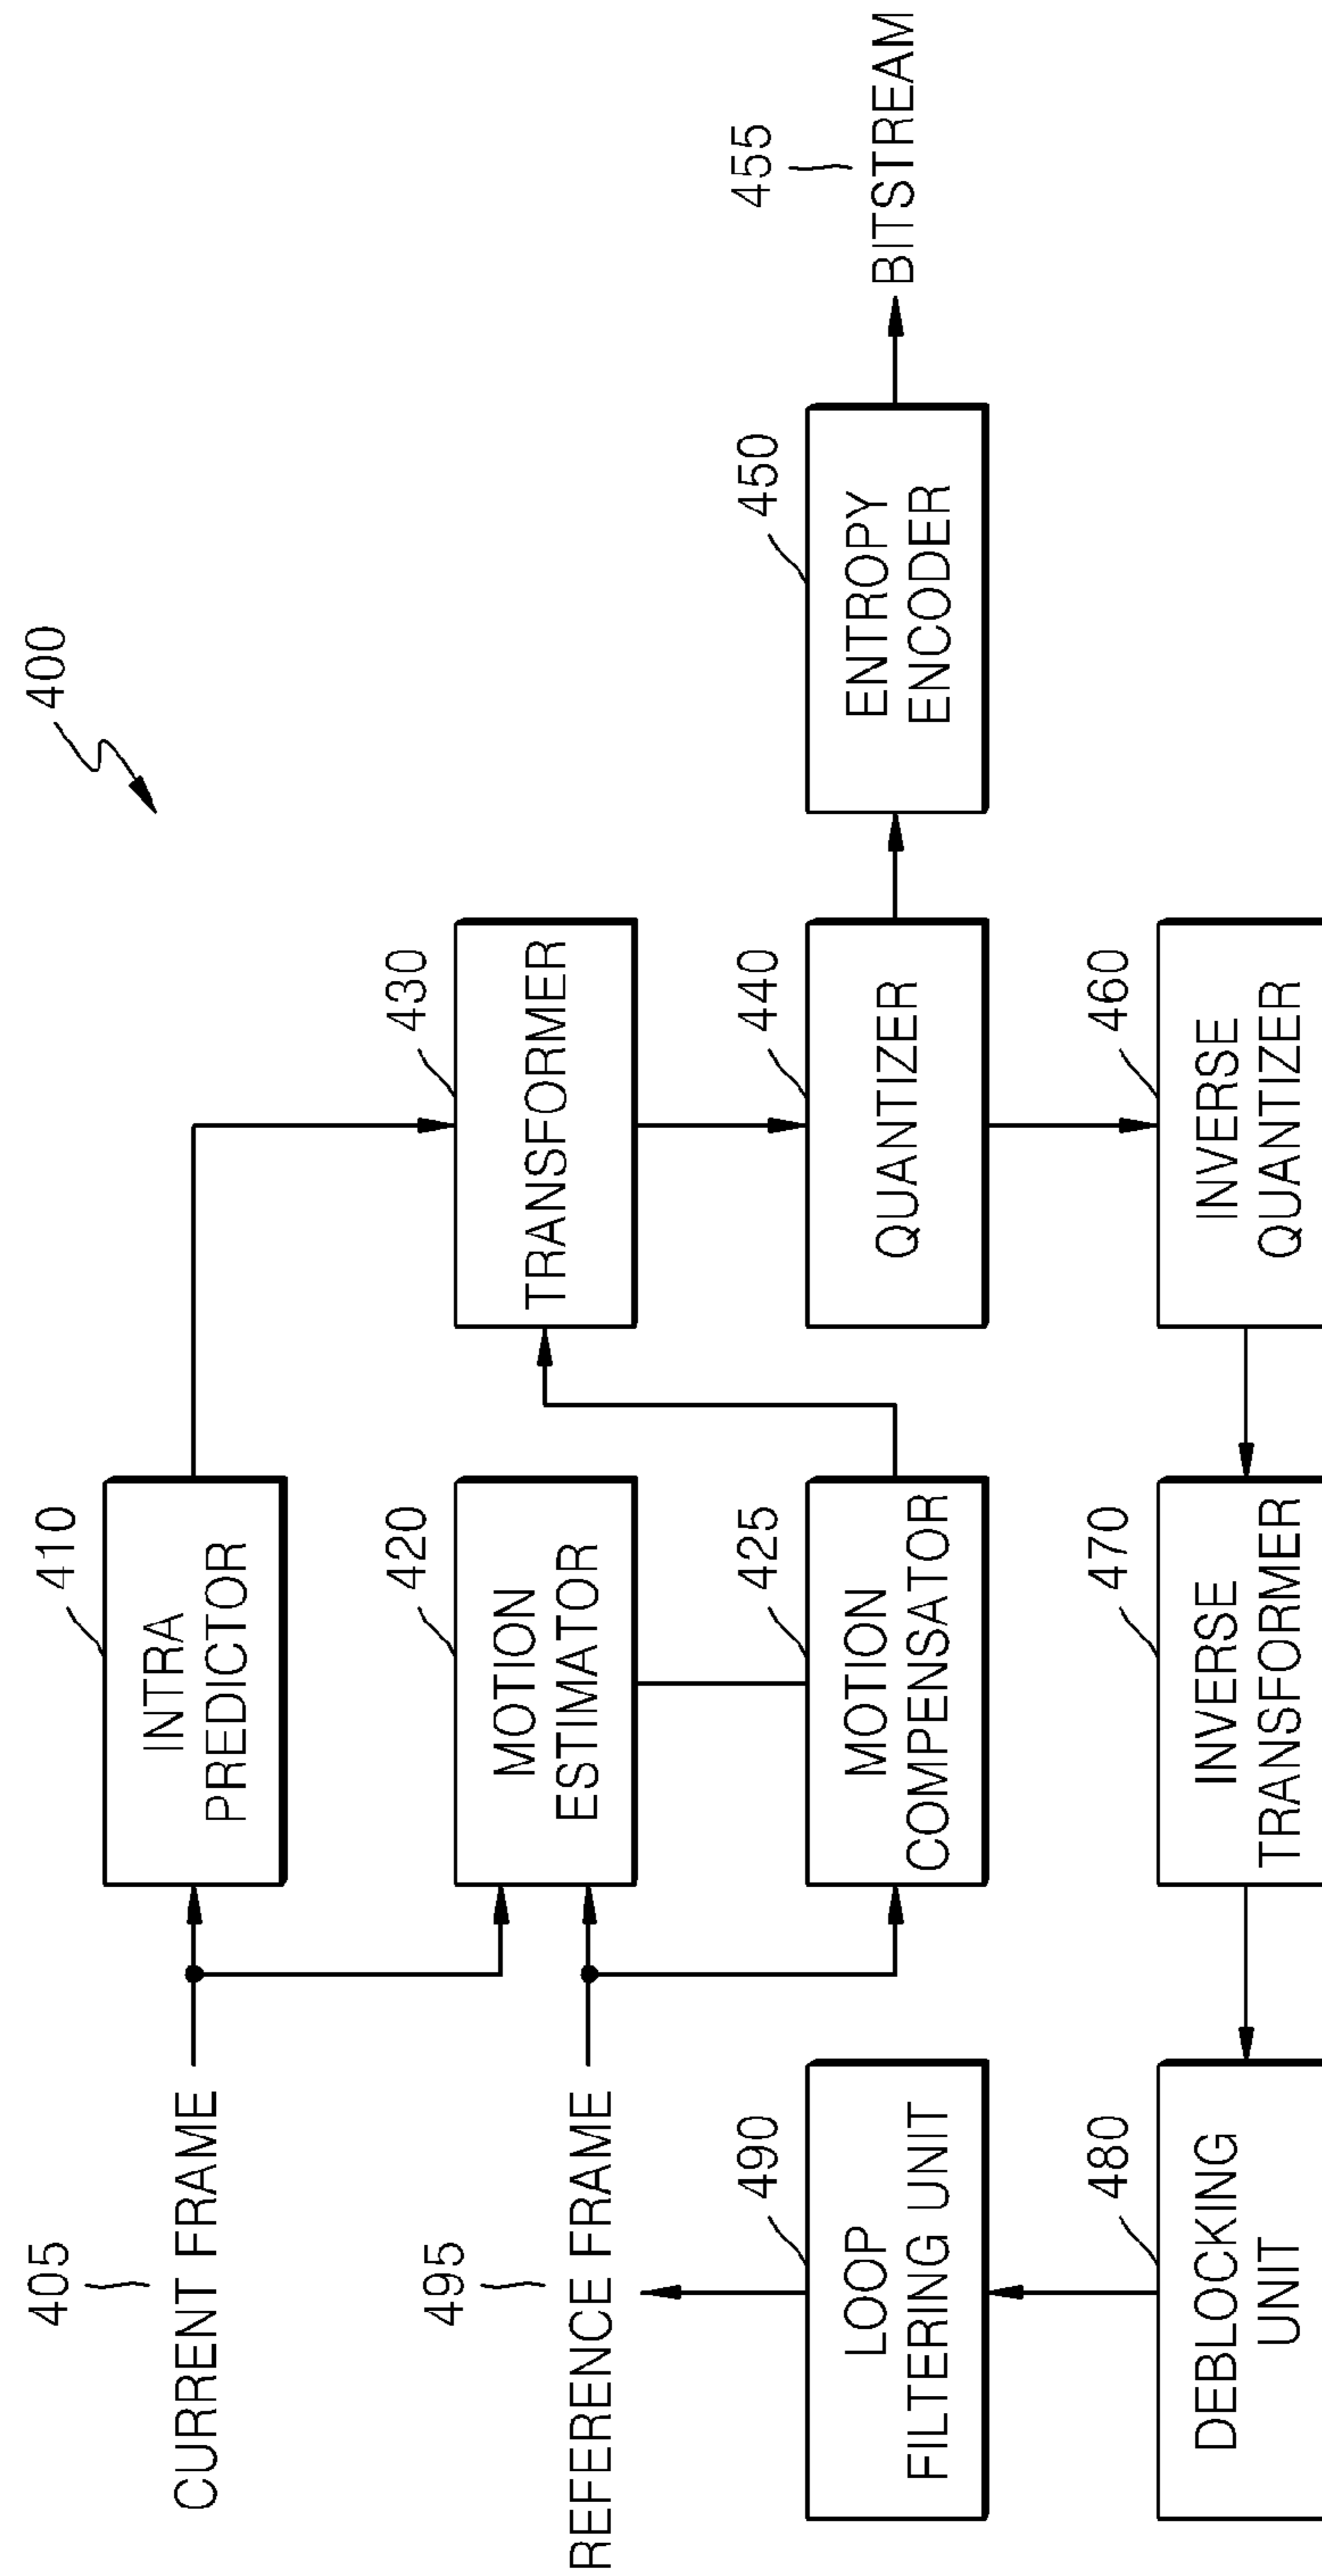 400
405
CURRENT FRAME
410
INTRA
PREDICTOR
495
REFERENCE FRAME
420
MOTION
ESTIMATOR
430
TRANSFORMER
490
LOOP
FILTERING UNIT
425
MOTION
COMPENSATOR
440
QUANTIZER
450
ENTROPY
ENCODER
455
BITSTREAM
480
DEBLOCKING
UNIT
470
INVERSE
TRANSFORMER
460
INVERSE
QUANTIZER